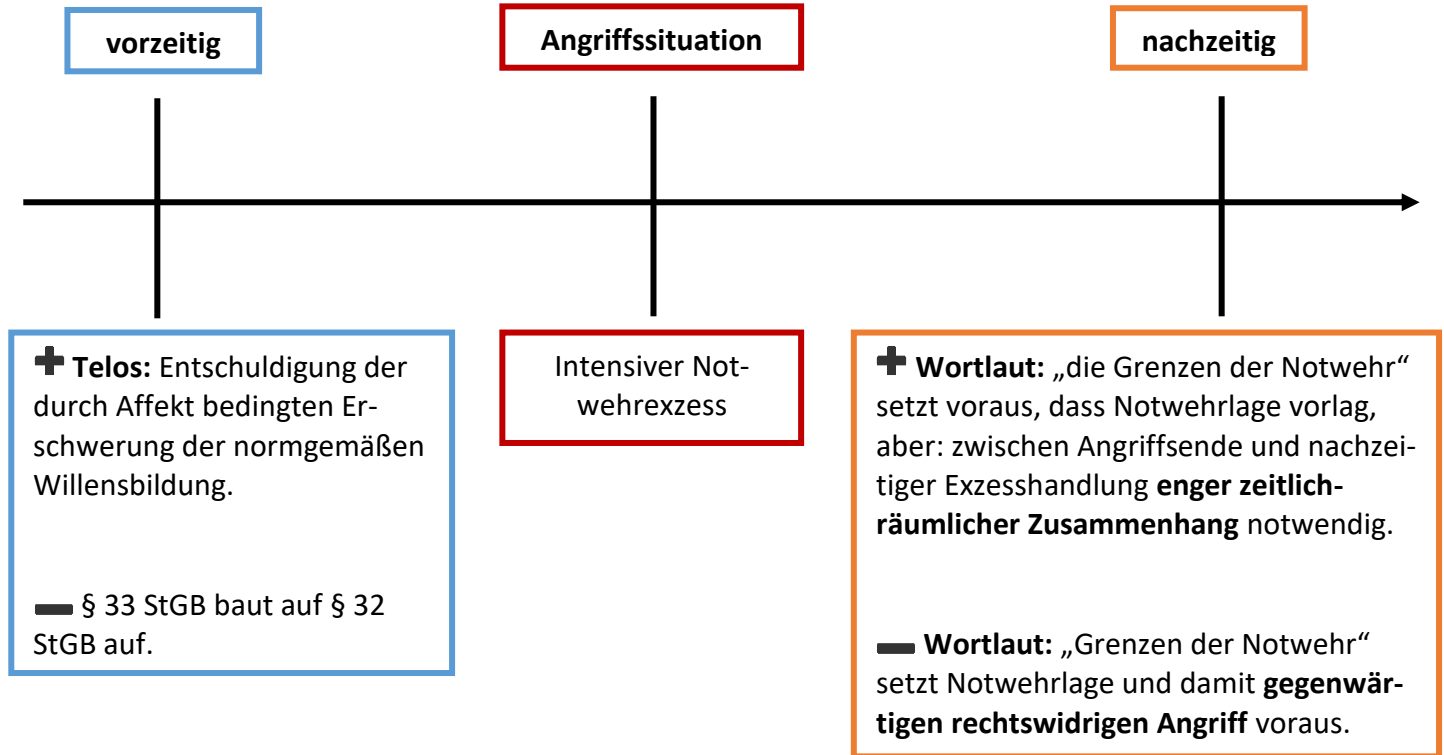 vorzeitig
Angriffssituation
nachzeitig
Telos: Entschuldigung der
durch Affekt bedingten Er-
schwerung der normgemäßen
Willensbildung.
§ 33 StGB baut auf § 32
StGB auf.
Intensiver Not-
wehrexzess
Wortlaut: „die Grenzen der Notwehr“
setzt voraus, dass Notwehrlage vorlag,
aber: zwischen Angriffsende und nachzei-
tiger Exzesshandlung enger zeitlich-
räumlicher Zusammenhang notwendig.
Wortlaut: „Grenzen der Notwehr“
setzt Notwehrlage und damit gegenwär-
tigen rechtswidrigen Angriff voraus.